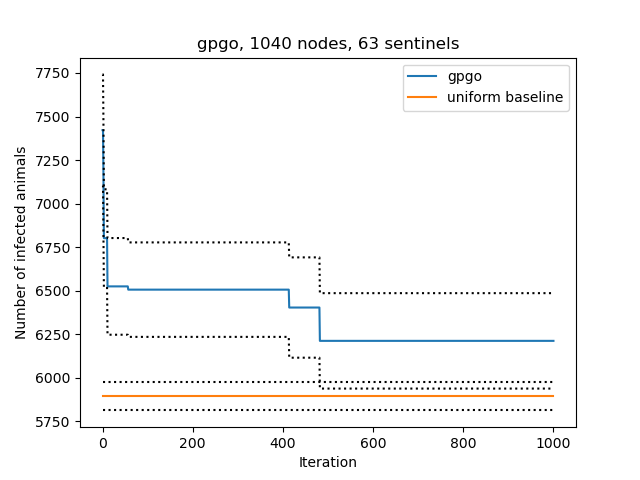 gpgo, 1040 nodes, 63 sentinels
gpgo
uniform baseline
Number of infected animals
7750
7500
7250
7000
6750
6500
6250
6000
5750
0 200 400 600 800 1000
Iteration